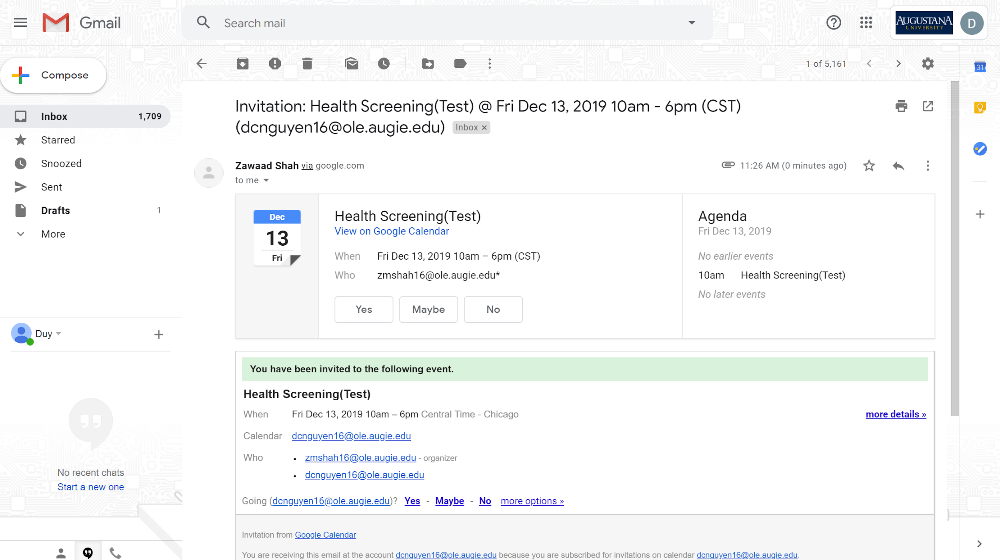 Gmail
Search mail
AUGUSTANA
UNIVERSITY
D
Compose
1 of 5,161
31
Inbox 1,709
Starred
Snoozed
Sent
Drafts 1
More
Invitation: Health Screening(Test) @ Fri Dec 13, 2019 10am - 6pm (CST)
(dcnguyen16@ole.augie.edu) Inbox ×
Zawaad Shah via google.com
11:26 AM (0 minutes ago)
to me
Dec
13
Fri
Health Screening(Test)
View on Google Calendar
When Fri Dec 13, 2019 10am – 6pm (CST)
Who zmshah16@ole.augie.edu*
Yes Maybe No
Agenda
Fri Dec 13, 2019
No earlier events
10am Health Screening(Test)
No later events
Duy
No recent chats
Start a new one
You have been invited to the following event.
Health Screening(Test)
When Fri Dec 13, 2019 10am – 6pm Central Time - Chicago
more details »
Calendar dcnguyen16@ole.augie.edu
Who • zmshah16@ole.augie.edu - organizer
• dcnguyen16@ole.augie.edu
Going (dcnguyen16@ole.augie.edu)? Yes - Maybe - No more options »
Invitation from Google Calendar
You are receiving this email at the account dcnguyen16@ole.augie.edu because you are subscribed for invitations on calendar dcnguyen16@ole.augie.edu.